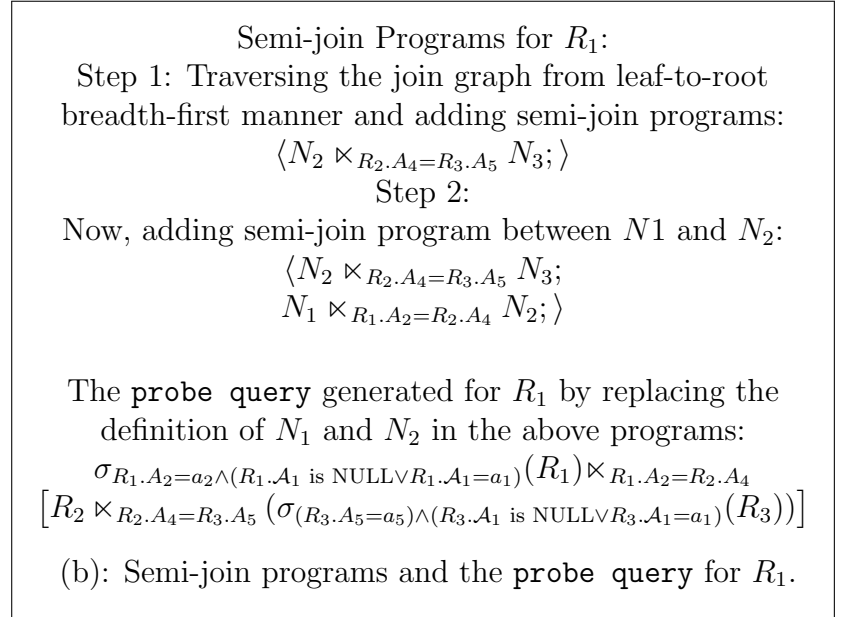 Semi-join Programs for R₁:
Step 1: Traversing the join graph from leaf-to-root
breadth-first manner and adding semi-join programs:
⟨N₂ ⋉_{R₂.A₄=R₃.A₅} N₃; ⟩
Step 2:
Now, adding semi-join program between N1 and N₂:
⟨N₂ ⋉_{R₂.A₄=R₃.A₅} N₃;
N₁ ⋉_{R₁.A₂=R₂.A₄} N₂; ⟩
The probe query generated for R₁ by replacing the
definition of N₁ and N₂ in the above programs:
σ_{R₁.A₂=a₂∧(R₁.𝒜₁ is NULL∨R₁.𝒜₁=a₁)}(R₁)⋉_{R₁.A₂=R₂.A₄}
[R₂ ⋉_{R₂.A₄=R₃.A₅} (σ_{(R₃.A₅=a₅)∧(R₃.𝒜₁ is NULL∨R₃.𝒜₁=a₁)}(R₃))]
(b): Semi-join programs and the probe query for R₁.